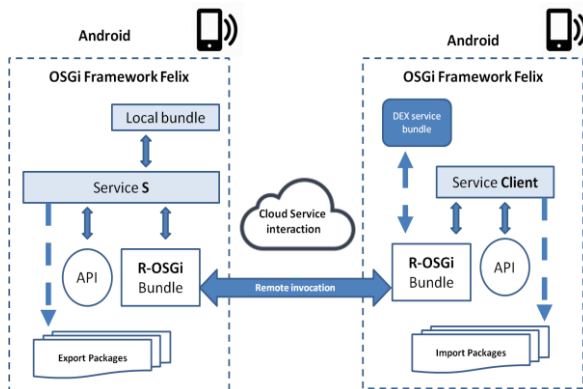 Android
OSGi Framework Felix
Local bundle
Service S
API
R-OSGi
Bundle
Export Packages
Cloud Service
interaction
Remote invocation
Android
OSGi Framework Felix
DEX service
bundle
Service Client
R-OSGi
Bundle
API
Import Packages